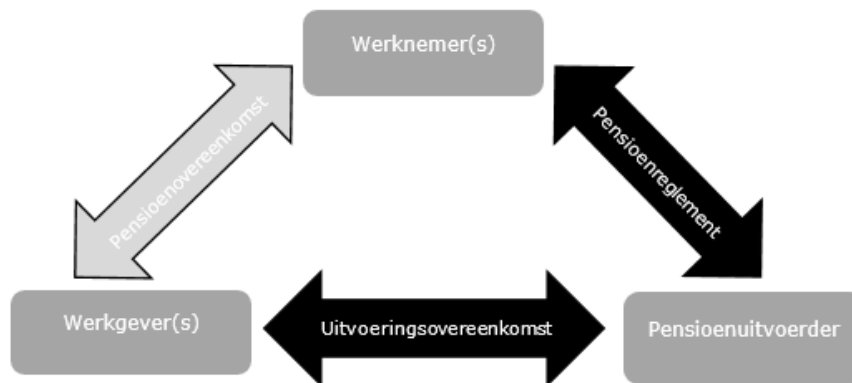 Werknemer(s)
Pensioenovereenkomst
Pensioenreglement
Werkgever(s)
Uitvoeringsovereenkomst
Pensioenuitvoerder